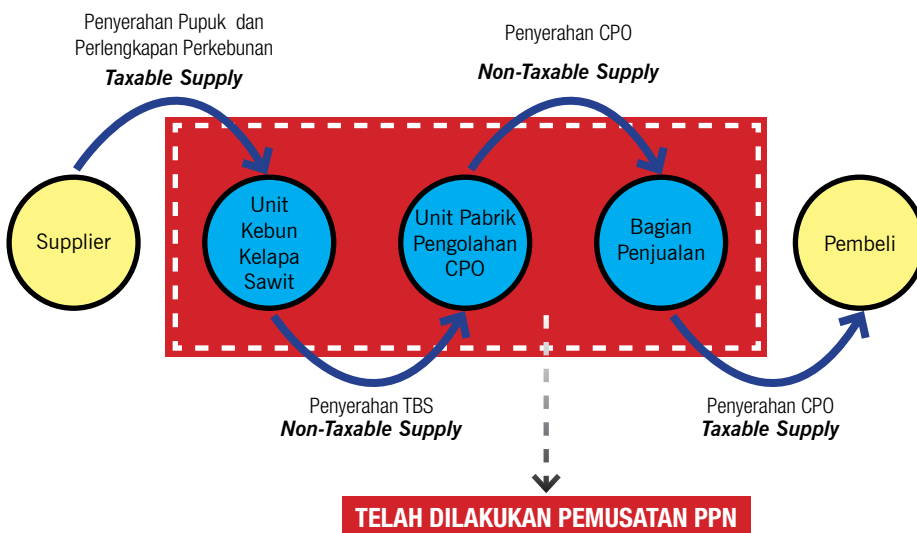 Penyerahan Pupuk dan
Perlengkapan Perkebunan
Taxable Supply
Penyerahan CPO
Non-Taxable Supply
Supplier
Unit
Kebun
Kelapa
Sawit
Unit Pabrik
Pengolahan
CPO
Bagian
Penjualan
Pembeli
Penyerahan TBS
Non-Taxable Supply
Penyerahan CPO
Taxable Supply
TELAH DILAKUKAN PEMUSATAN PPN